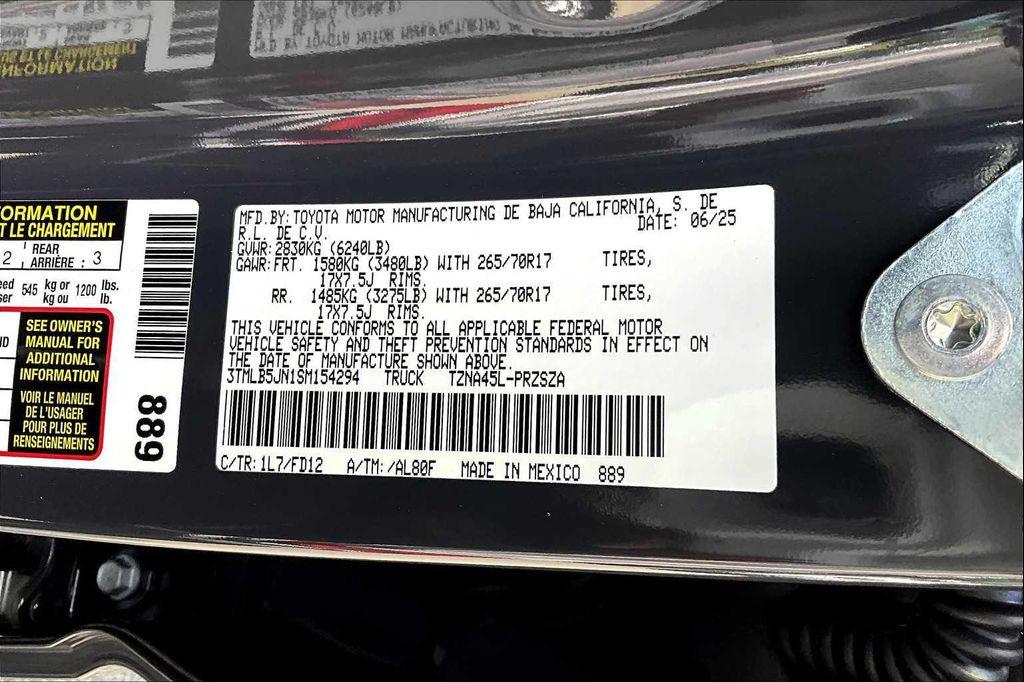 ORMATION
T LE CHARGEMENT
2 REAR
ARRIÈRE : 3
545 kg or 1200 lbs.
kg ou lb.
SEE OWNER'S
MANUAL FOR
ADDITIONAL
INFORMATION
VOIR LE MANUEL
DE L'USAGER
POUR PLUS DE
RENSEIGNEMENTS
889
MFD.BY:TOYOTA MOTOR MANUFACTURING DE BAJA CALIFORNIA, S. DE
R.L. DE C.V. DATE: 06/25
GVWR:2830KG (6240LB)
GAWR:FRT. 1580KG (3480LB) WITH 265/70R17 TIRES,
17X7.5J RIMS.
RR. 1485KG (3275LB) WITH 265/70R17 TIRES,
17X7.5J RIMS.
THIS VEHICLE CONFORMS TO ALL APPLICABLE FEDERAL MOTOR
VEHICLE SAFETY AND THEFT PREVENTION STANDARDS IN EFFECT ON
THE DATE OF MANUFACTURE SHOWN ABOVE.
3TMLB5JN1SM154294 TRUCK TZNA45L-PRZSZA
C/TR:1L7/FD12 A/TM:/AL80F MADE IN MEXICO 889